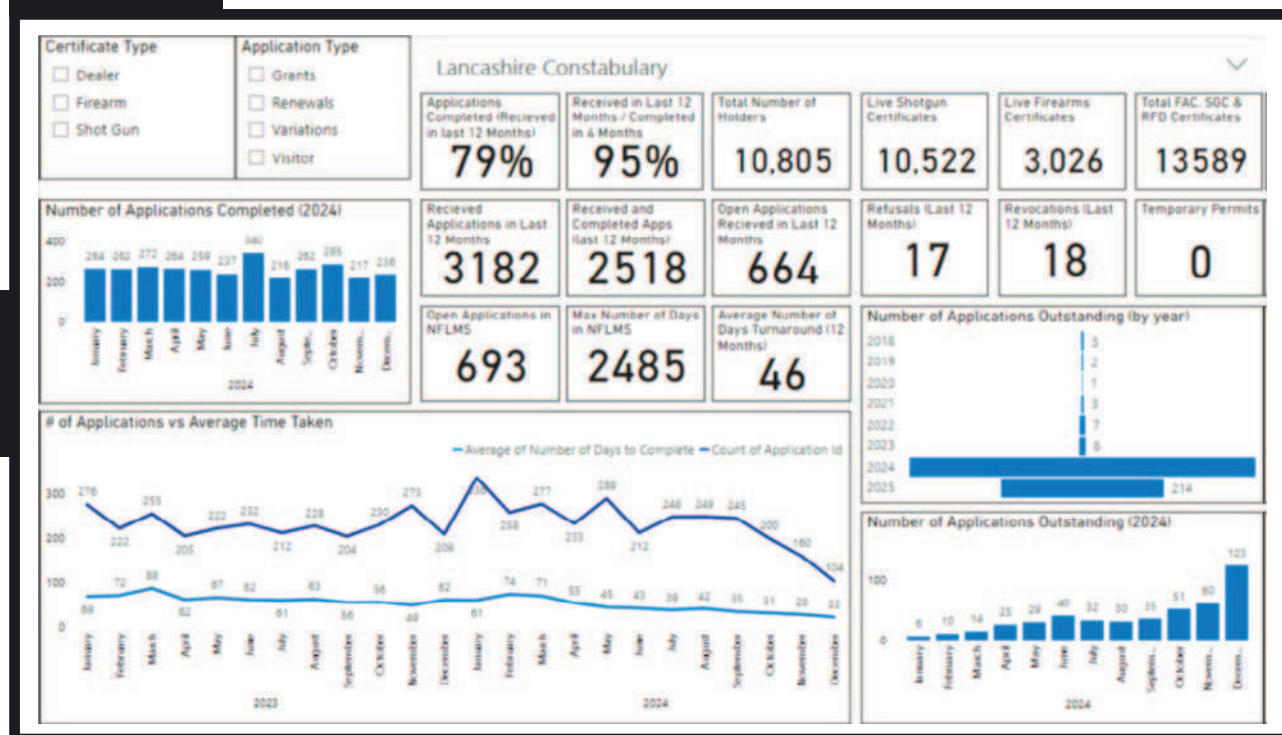 Certificate Type
Dealer
Firearm
Shot Gun
Application Type
Grants
Renewals
Variations
Visitor
Lancashire Constabulary
Applications
Completed (Recieved
in last 12 Months)
79%
Received in Last 12
Months / Completed
in 4 Months
95%
Total Number of
Holders
10,805
Live Shotgun
Certificates
10,522
Live Firearms
Certificates
3,026
Total FAC, SGC &
RFD Certificates
13589
Number of Applications Completed (2024)
400
200
0
264 262 272 264 259 237 340 216 262 285 217 236
January February March April May June July August Septe... October Novem... Decem...
2024
Recieved
Applications in Last
12 Months
3182
Received and
Completed Apps
(last 12 Months)
2518
Open Applications
Recieved in Last 12
Months
664
Refusals (Last 12
Months)
17
Revocations (Last
12 Months)
18
Temporary Permits
0
Open Applications in
NFLMS
693
Max Number of Days
in NFLMS
2485
Average Number of
Days Turnaround (12
Months)
46
Number of Applications Outstanding (by year)
2018 3
2019 2
2020 1
2021
2022 7
2023 8
2024
2025 214
# of Applications vs Average Time Taken
Average of Number of Days to Complete Count of Application Id
300
200
100
0
276 222 255 205 222 232 212 228 204 230 273 209 258 277 233 289 212 248 249 245 200 160 104
69 72 88 62 67 62 61 63 56 56 49 62 61 74 71 55 45 43 39 42 35 31 28 22
January February March April May June July August September October November December January February March April May June July August September October November December
2023 2024
Number of Applications Outstanding (2024)
100
0
6 10 14 25 29 40 32 30 35 51 60 123
January February March April May June July August Septem... October Novem... Decem...
2024